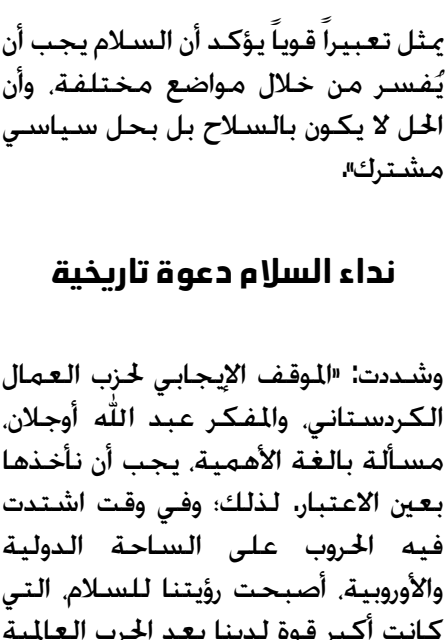 يمثل تعبيراً قوياً يؤكد أن السلام يجب أن
يُفسر من خلال مواضع مختلفة، وأن
الحل لا يكون بالسلاح بل بحل سياسي
مشترك".
نداء السلام دعوة تاريخية
وشددت: "الموقف الإيجابي لحزب العمال
الكردستاني، والمفكر عبد الله أوجلان،
مسألة بالغة الأهمية، يجب أن نأخذها
بعين الاعتبار. لذلك؛ وفي وقت اشتدت
فيه الحروب على الساحة الدولية
والأوروبية، أصبحت رؤيتنا للسلام، التي
كانت أكبر قوة لدينا بعد الحرب العالمية